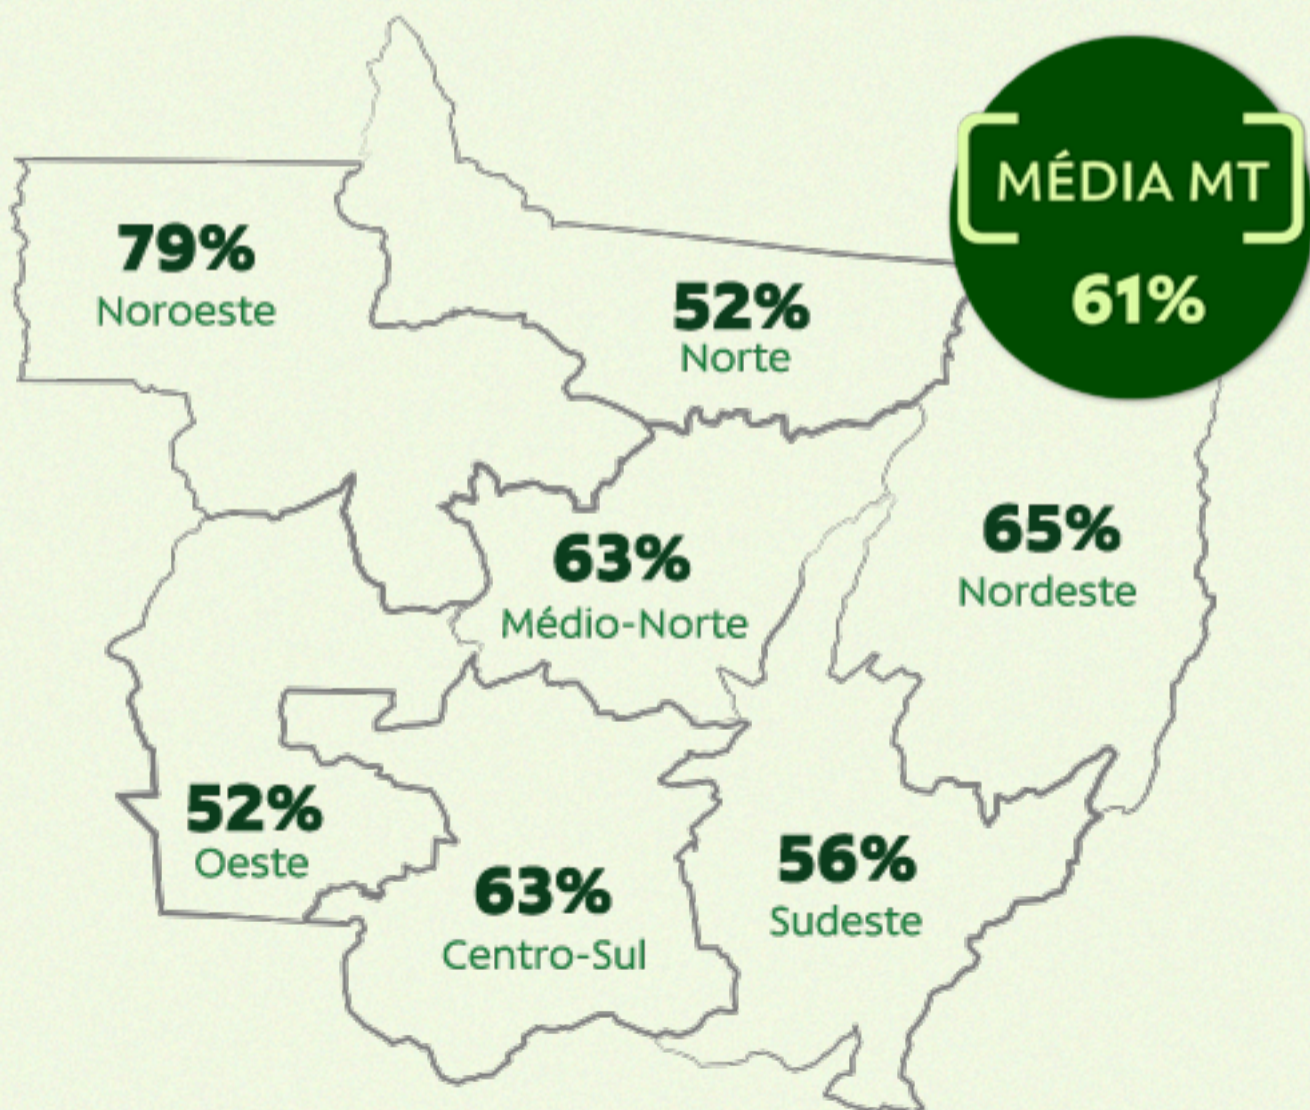 MÉDIA MT
61%
79%
Noroeste
52%
Norte
65%
Nordeste
63%
Médio-Norte
52%
Oeste
63%
Centro-Sul
56%
Sudeste